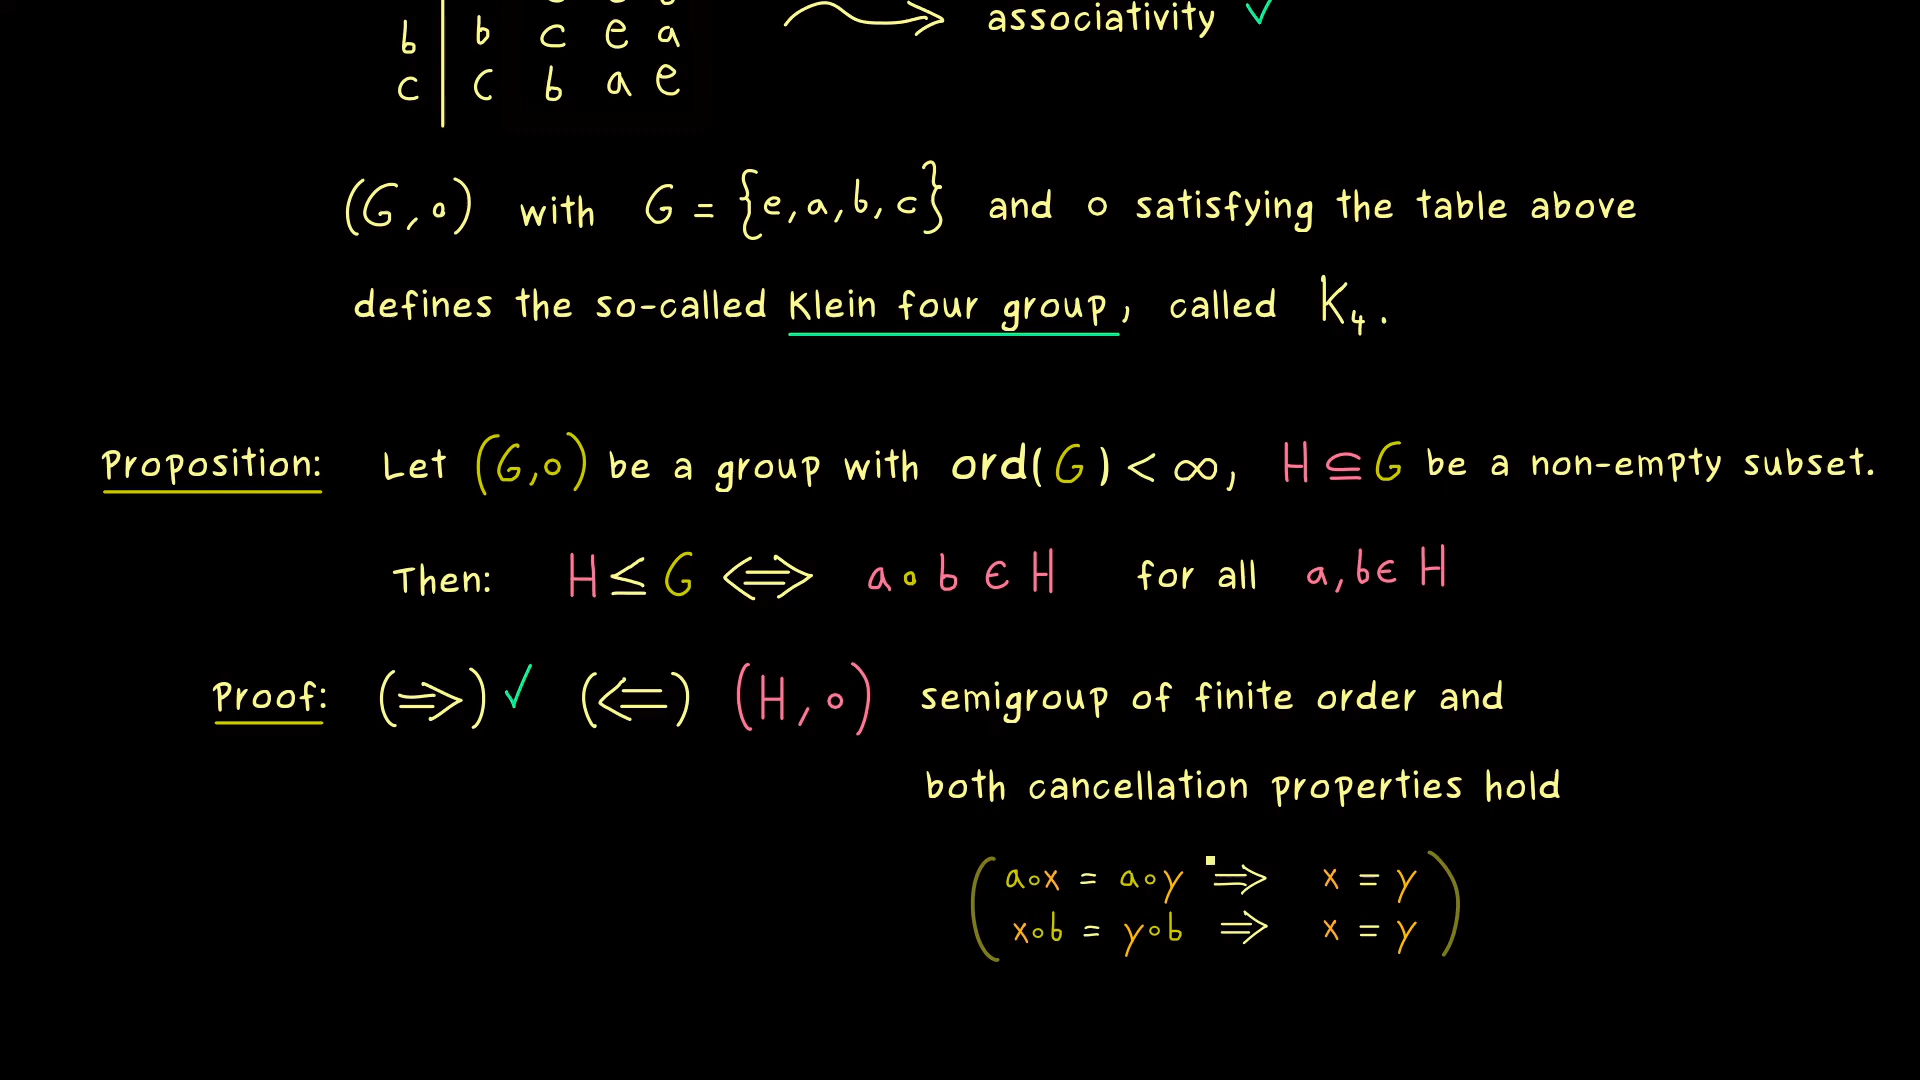 associativity ✓
b | b c e a
c | c b a e
(G, ∘) with G = {e, a, b, c} and ∘ satisfying the table above
defines the so-called Klein four group, called K₄.
Proposition: Let (G,∘) be a group with ord(G) < ∞, H ⊆ G be a non-empty subset.
Then: H ≤ G ⟺ a ∘ b ∈ H for all a, b ∈ H
Proof: (⇒) ✓ (⇐) (H, ∘) semigroup of finite order and
both cancellation properties hold
(a∘x = a∘y ⇒ x = y
x∘b = y∘b ⇒ x = y)